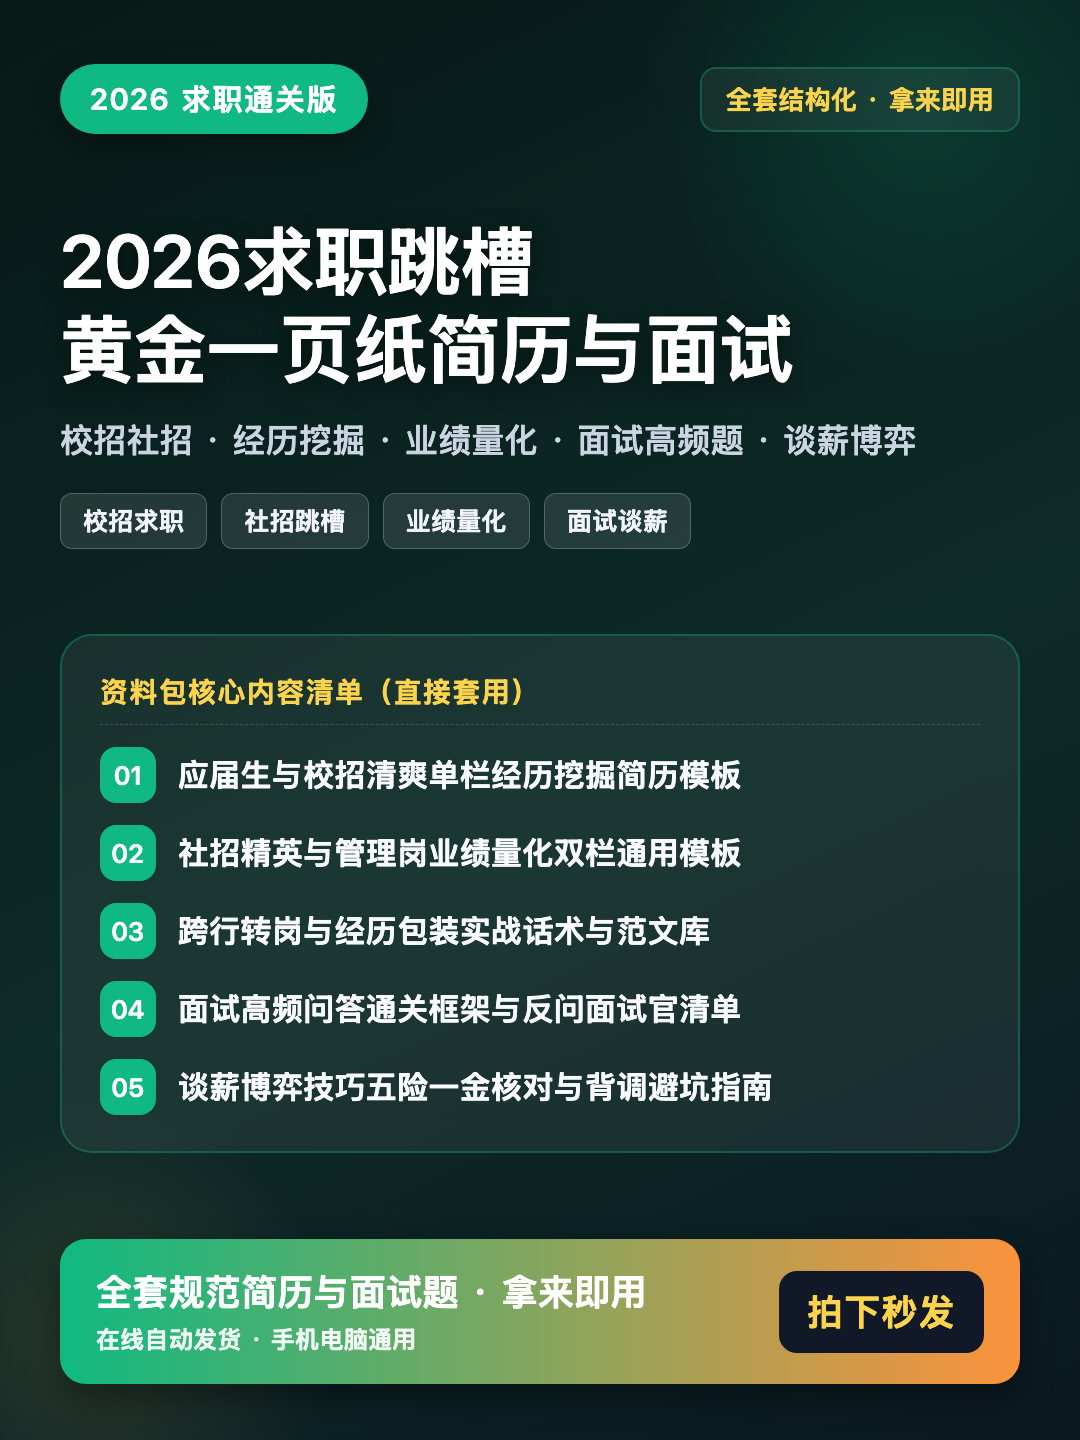 2026 求职通关版
全套结构化 · 拿来即用
2026求职跳槽
黄金一页纸简历与面试
校招社招 · 经历挖掘 · 业绩量化 · 面试高频题 · 谈薪博弈
校招求职 社招跳槽 业绩量化 面试谈薪
资料包核心内容清单（直接套用）
01 应届生与校招清爽单栏经历挖掘简历模板
02 社招精英与管理岗业绩量化双栏通用模板
03 跨行转岗与经历包装实战话术与范文库
04 面试高频问答通关框架与反问面试官清单
05 谈薪博弈技巧五险一金核对与背调避坑指南
全套规范简历与面试题 · 拿来即用
在线自动发货 · 手机电脑通用
拍下秒发